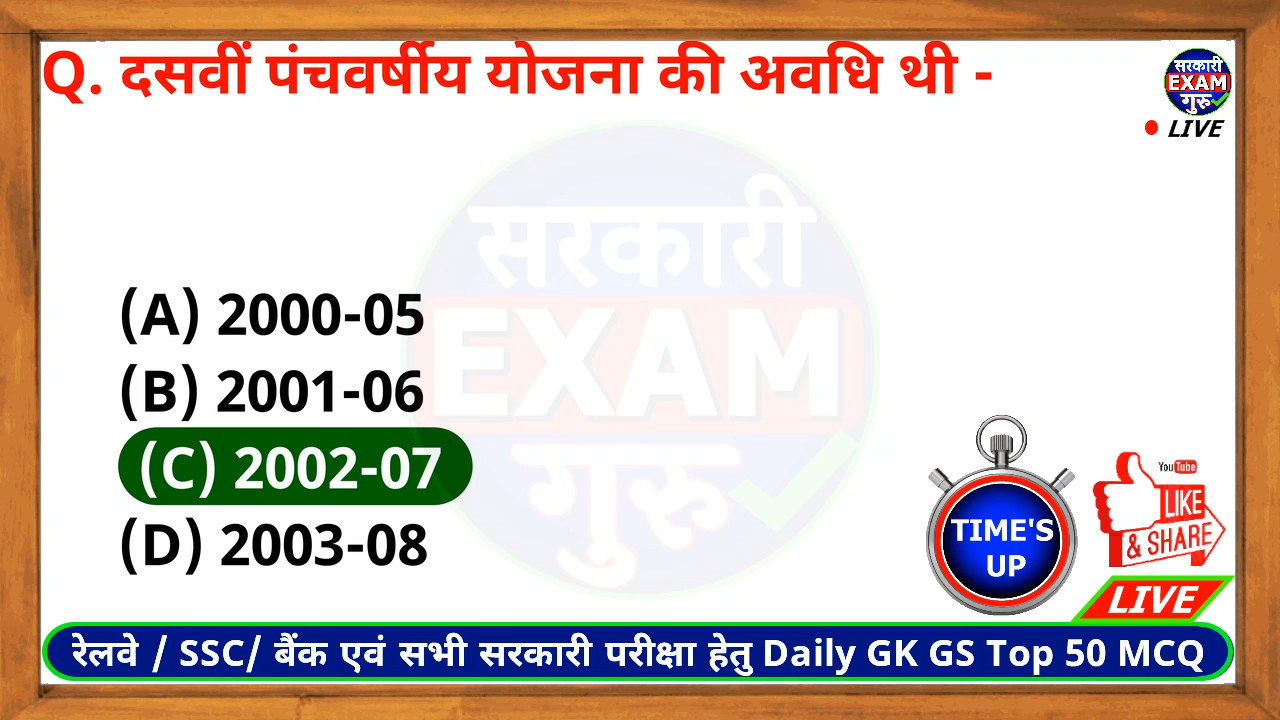 Q. दसवीं पंचवर्षीय योजना की अवधि थी -
सरकारी
EXAM
गुरु
LIVE
सरकारी
EXAM
गुरु
(A) 2000-05
(B) 2001-06
(C) 2002-07
(D) 2003-08
TIME'S
UP
YouTube
LIKE
& SHARE
LIVE
रेलवे / SSC/ बैंक एवं सभी सरकारी परीक्षा हेतु Daily GK GS Top 50 MCQ